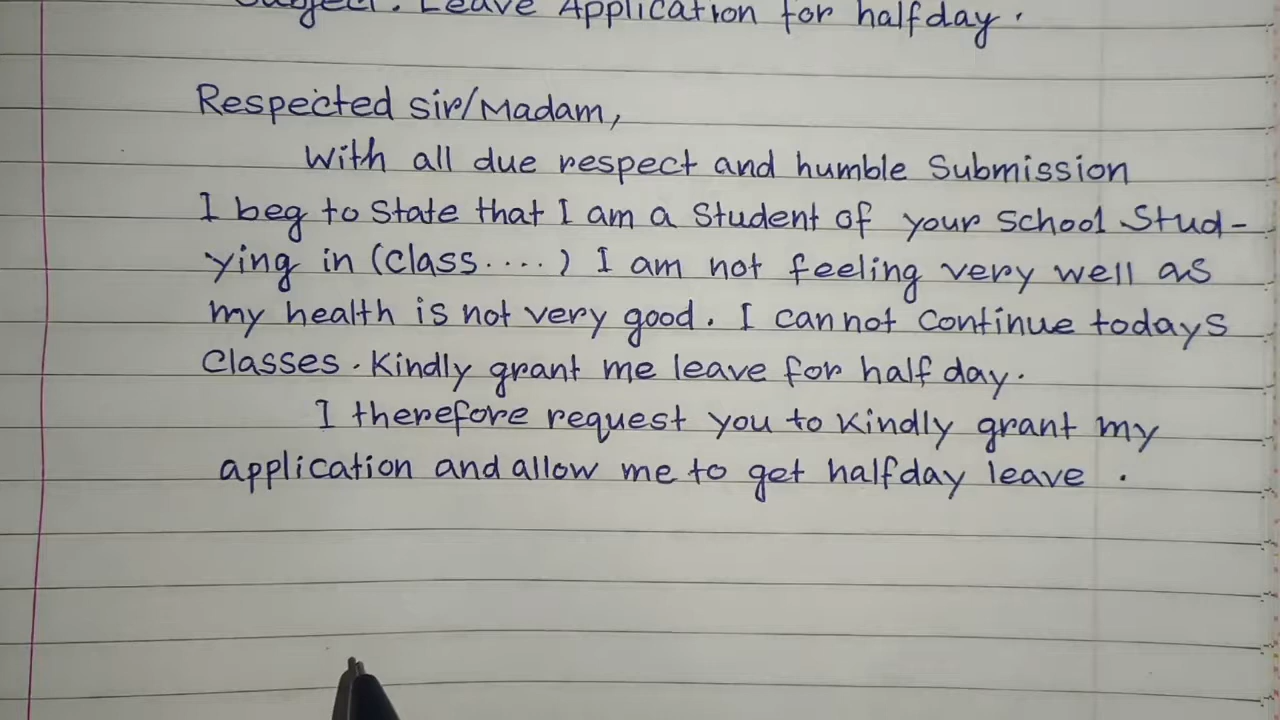 Subject. Leave Application for halfday.
Respected Sir/Madam,
With all due respect and humble Submission
I beg to State that I am a Student of your School Stud-
ying in (Class....) I am not feeling very well as
my health is not very good. I cannot Continue todays
Classes. Kindly grant me leave for half day.
I therefore request you to Kindly grant my
application and allow me to get halfday leave .